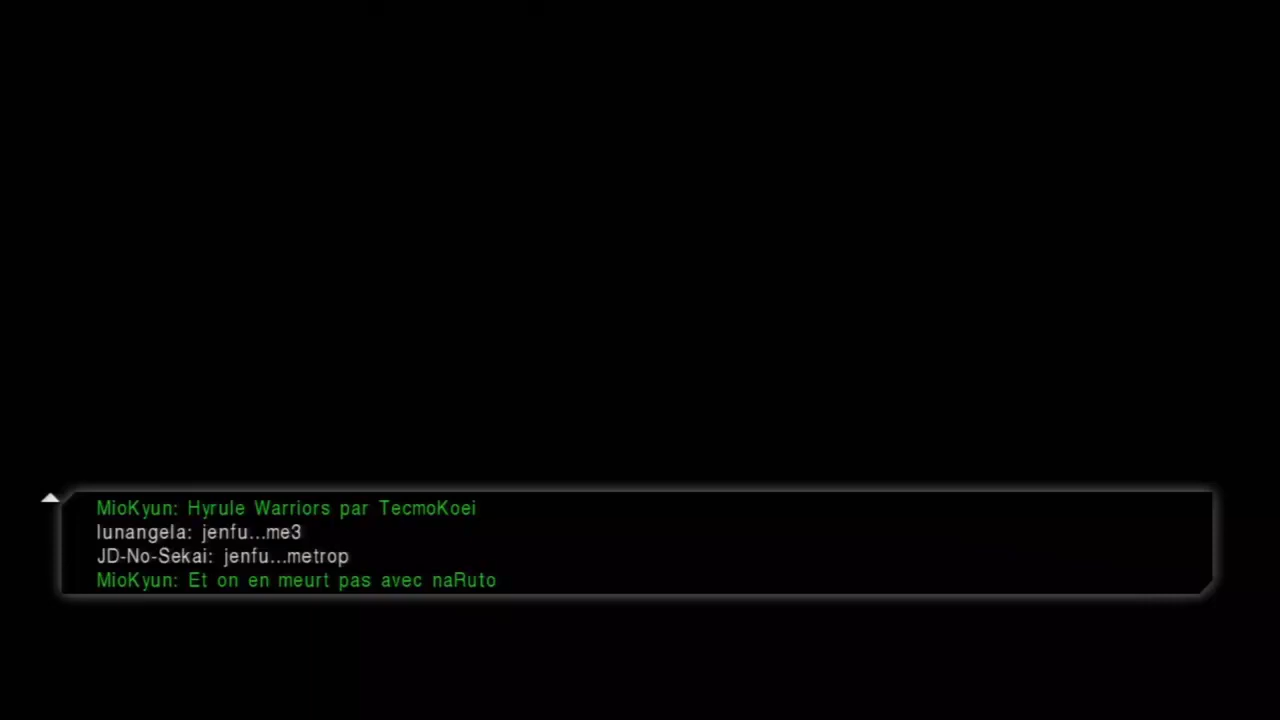 MioKyun: Hyrule Warriors par TecmoKoei
lunangela: jenfu...me3
JD-No-Sekai: jenfu...metrop
MioKyun: Et on en meurt pas avec naRuto